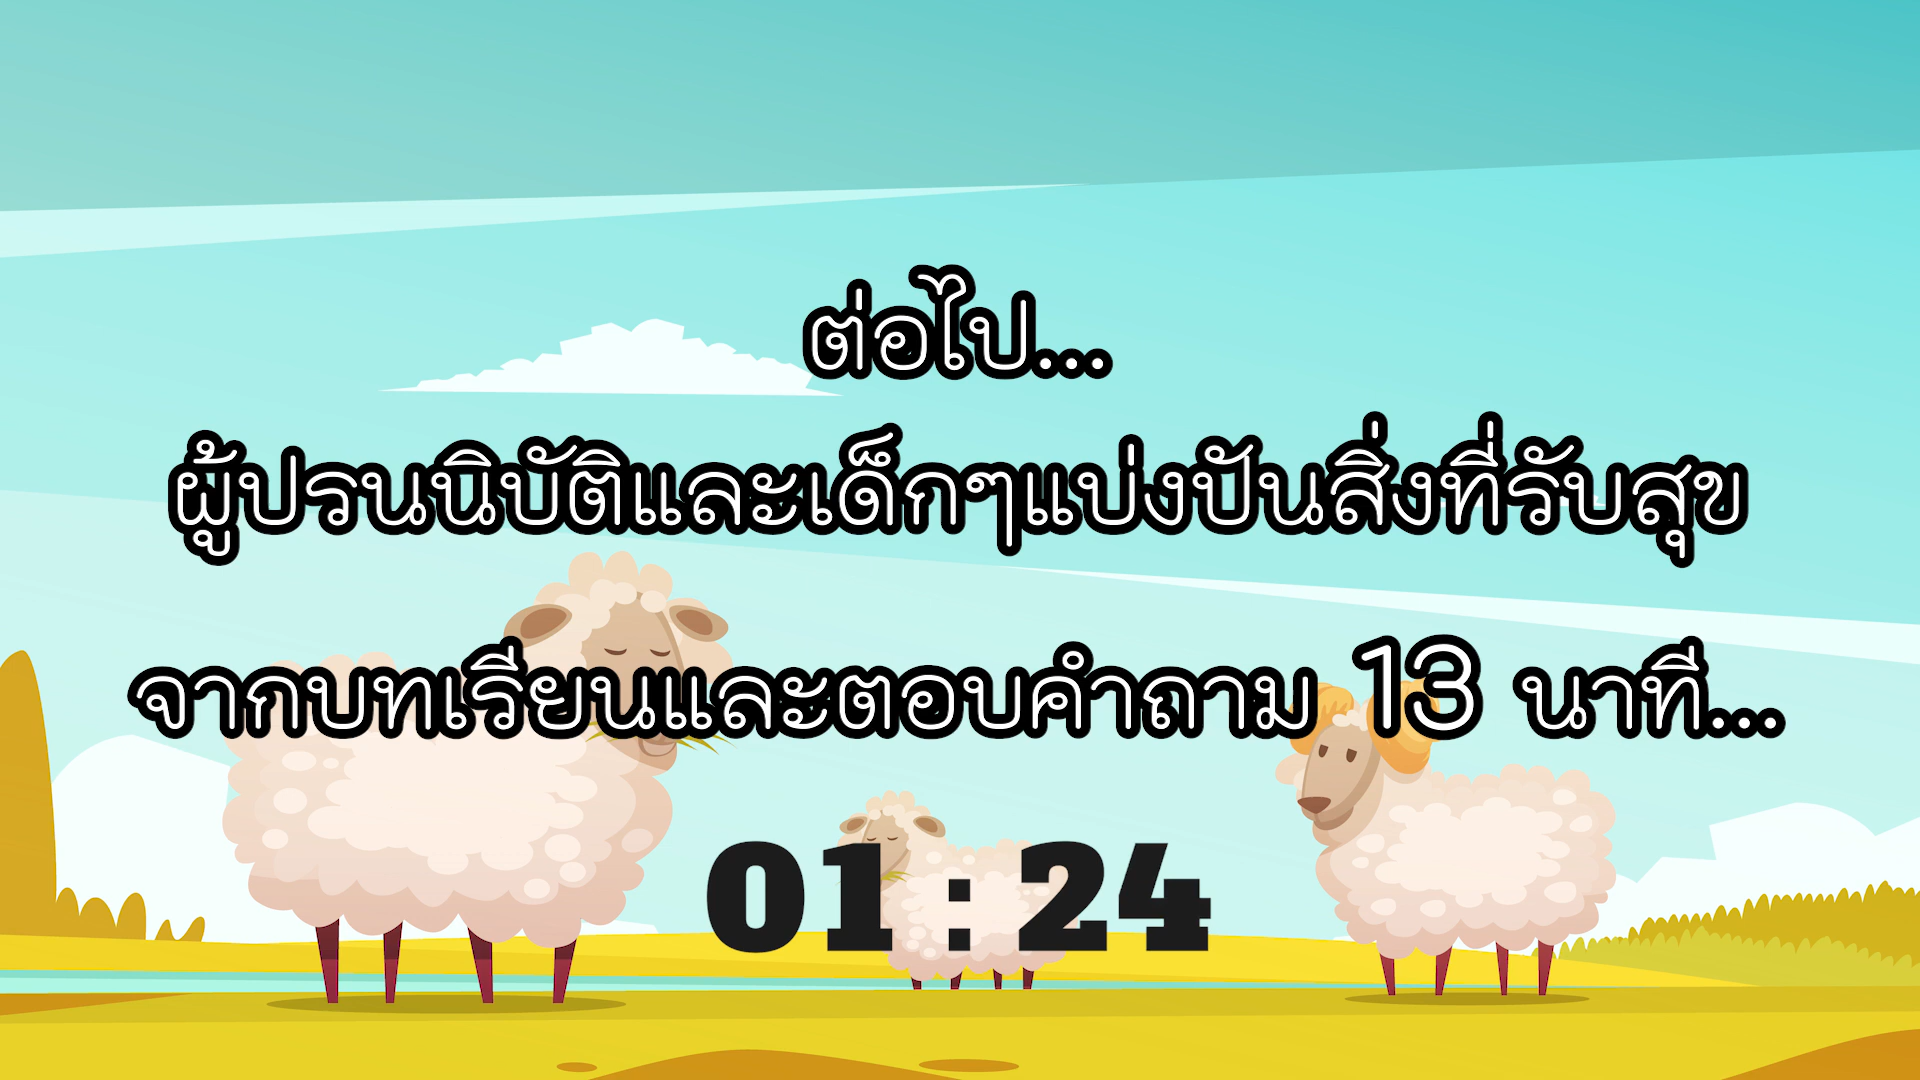 ต่อไป...
ผู้ปรนนิบัติและเด็กๆแบ่งปันสิ่งที่รับสุข
จากบทเรียนและตอบคำถาม 13 นาที...
01:24